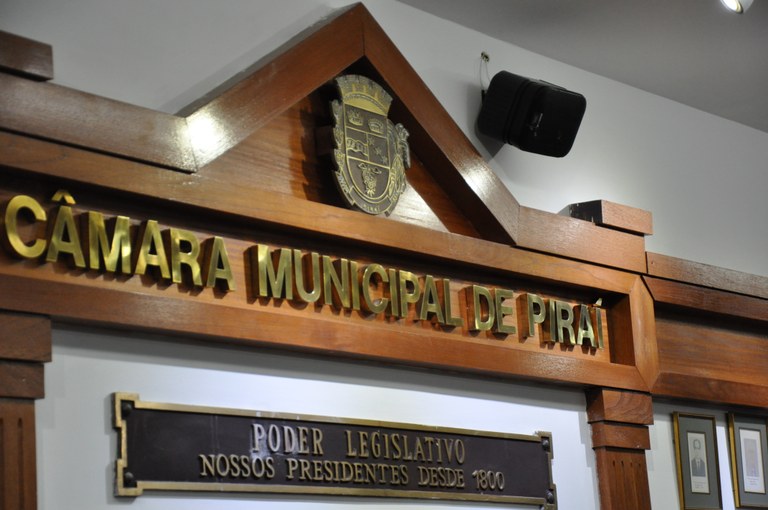 CÂMARA MUNICIPAL DE PIRAÍ
PODER LEGISLATIVO
NOSSOS PRESIDENTES DESDE 1800